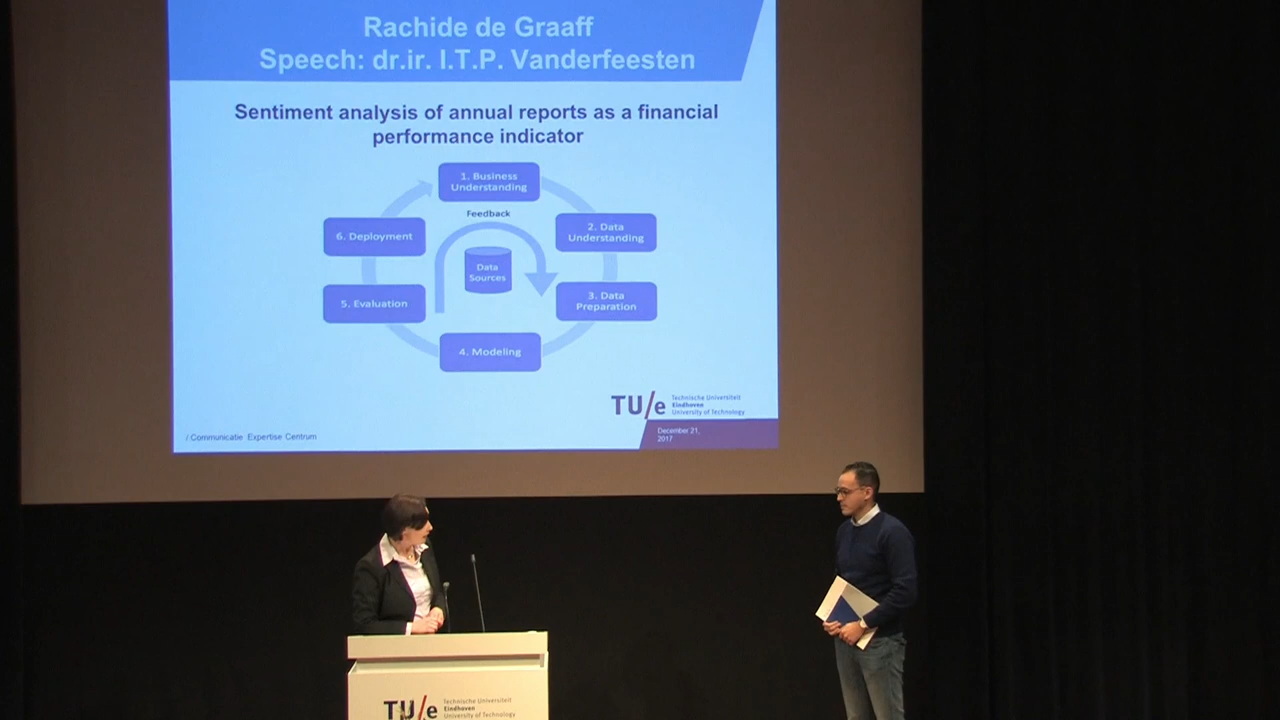 Rachide de Graaff
Speech: dr.ir. I.T.P. Vanderfeesten
Sentiment analysis of annual reports as a financial
performance indicator
1. Business
Understanding
Feedback
2. Data
Understanding
6. Deployment
Data
Sources
3. Data
Preparation
5. Evaluation
4. Modeling
TU/e
Technische Universiteit
Eindhoven
University of Technology
/ Communicatie Expertise Centrum
December 21,
2017
TU/e
Technische Universiteit
Eindhoven
University of Technology